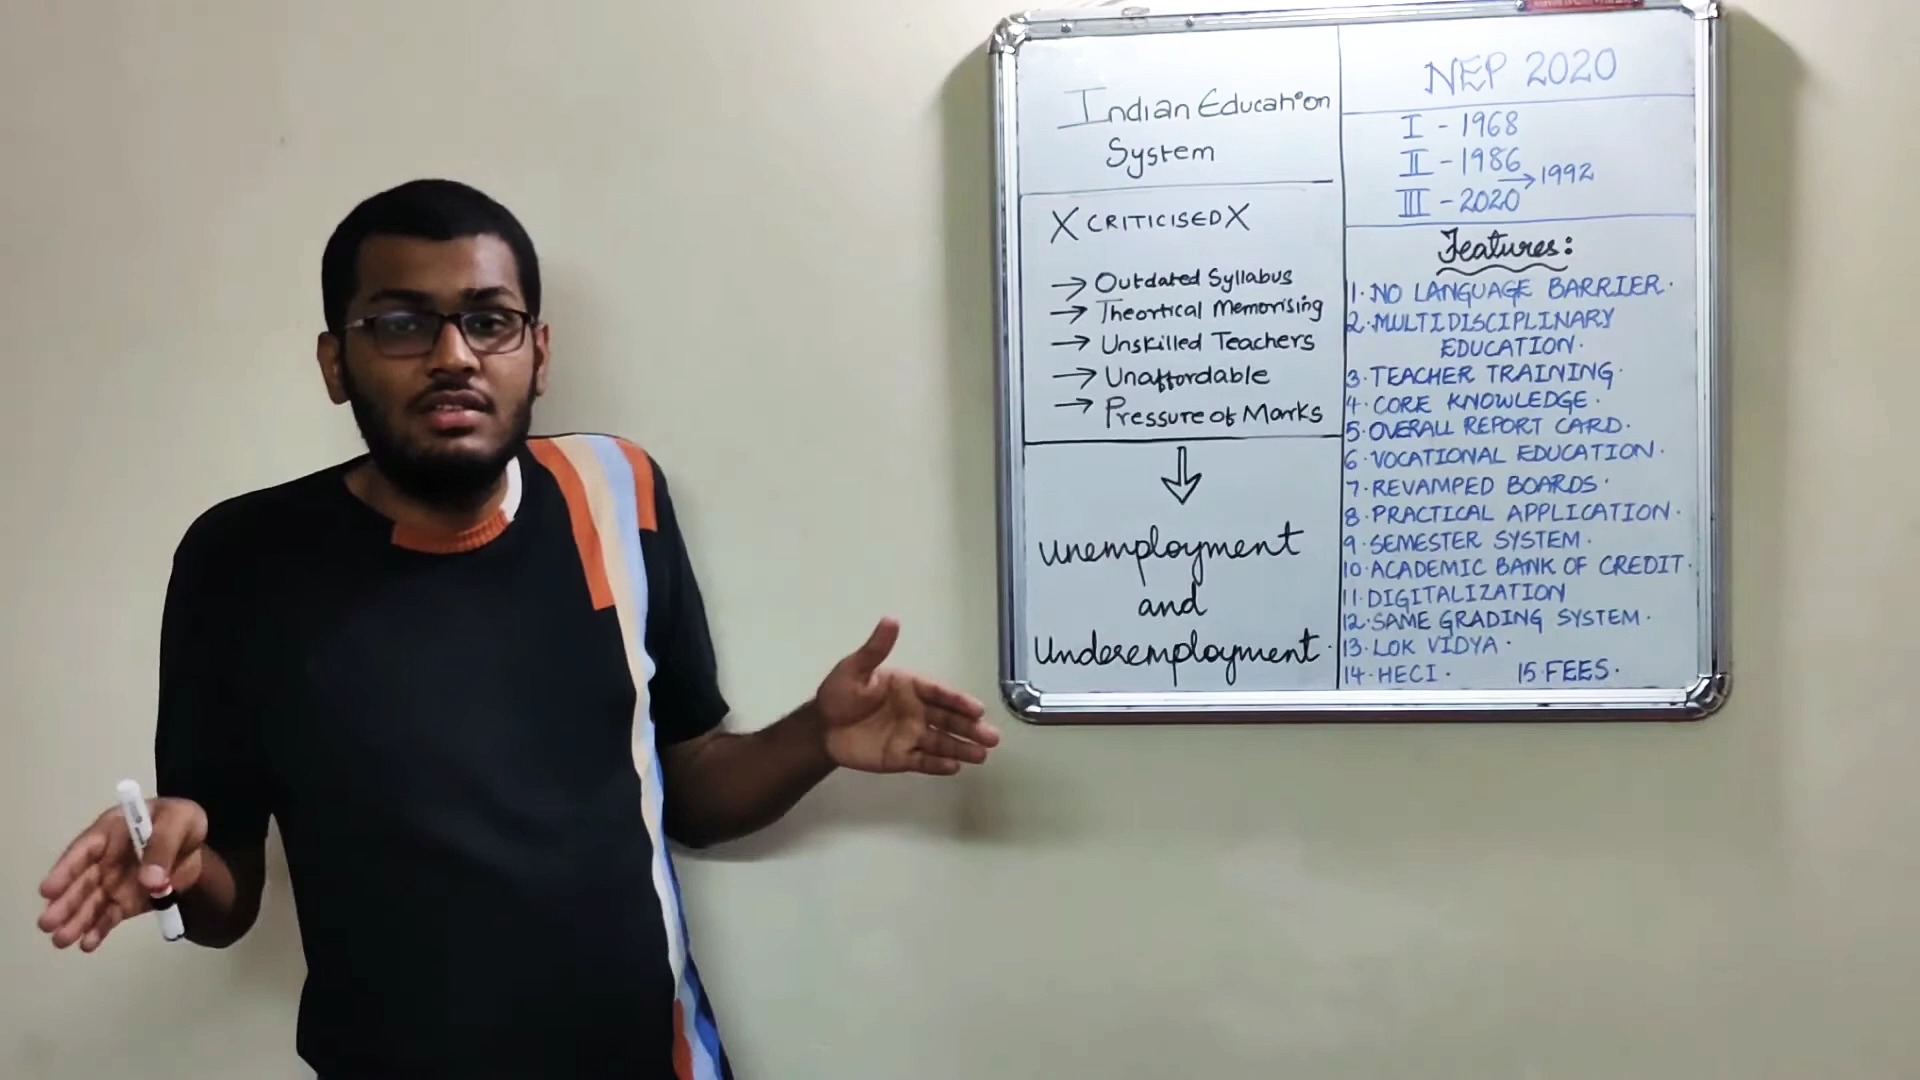 Indian Education
System
X CRITICISED X
→ Outdated Syllabus
→ Theortical Memorising
→ Unskilled Teachers
→ Unaffordable
→ Pressure of Marks
unemployment
and
Underemployment.
NEP 2020
I - 1968
II - 1986
→ 1992
III - 2020
Features:
1. NO LANGUAGE BARRIER.
2. MULTIDISCIPLINARY
EDUCATION.
3. TEACHER TRAINING.
4. CORE KNOWLEDGE.
5. OVERALL REPORT CARD.
6. VOCATIONAL EDUCATION.
7. REVAMPED BOARDS.
8. PRACTICAL APPLICATION.
9. SEMESTER SYSTEM.
10. ACADEMIC BANK OF CREDIT.
11. DIGITALIZATION
12. SAME GRADING SYSTEM.
13. LOK VIDYA.
14. HECI. 15. FEES.